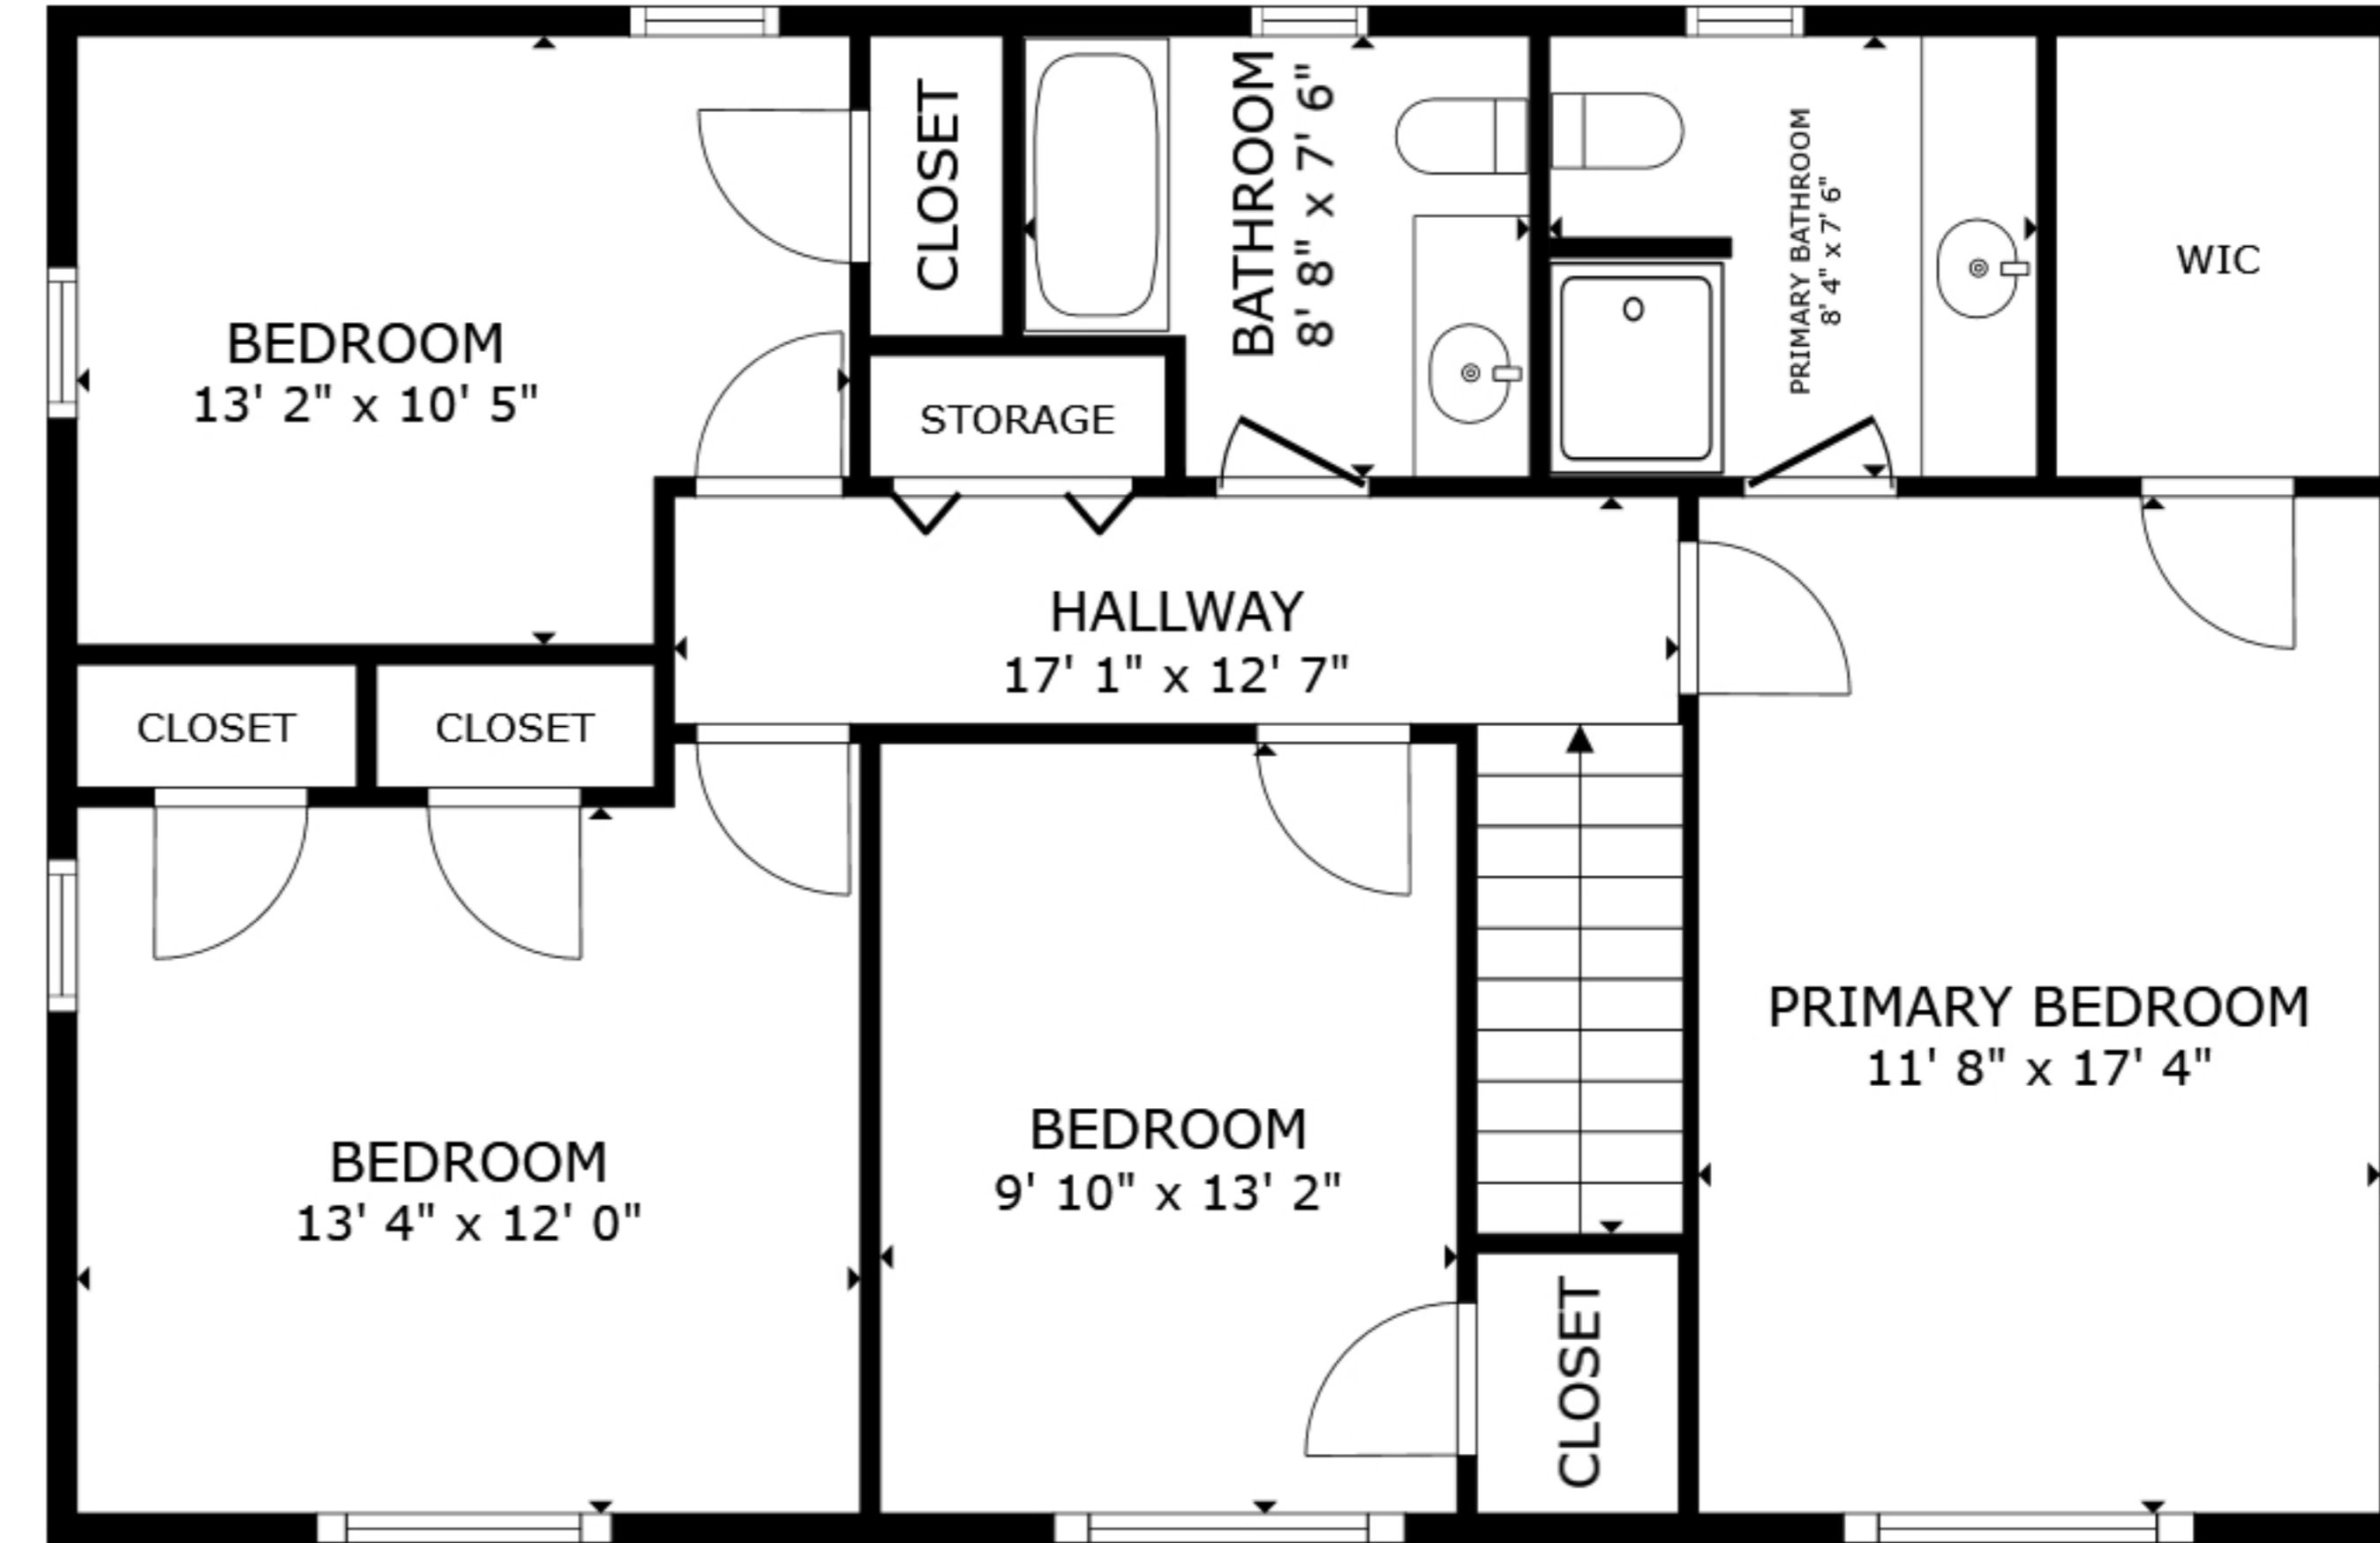 CLOSET
BATHROOM
8' 8" x 7' 6"
PRIMARY BATHROOM
8' 4" x 7' 6"
WIC
BEDROOM
13' 2" x 10' 5"
STORAGE
HALLWAY
17' 1" x 12' 7"
CLOSET
CLOSET
PRIMARY BEDROOM
11' 8" x 17' 4"
BEDROOM
13' 4" x 12' 0"
BEDROOM
9' 10" x 13' 2"
CLOSET